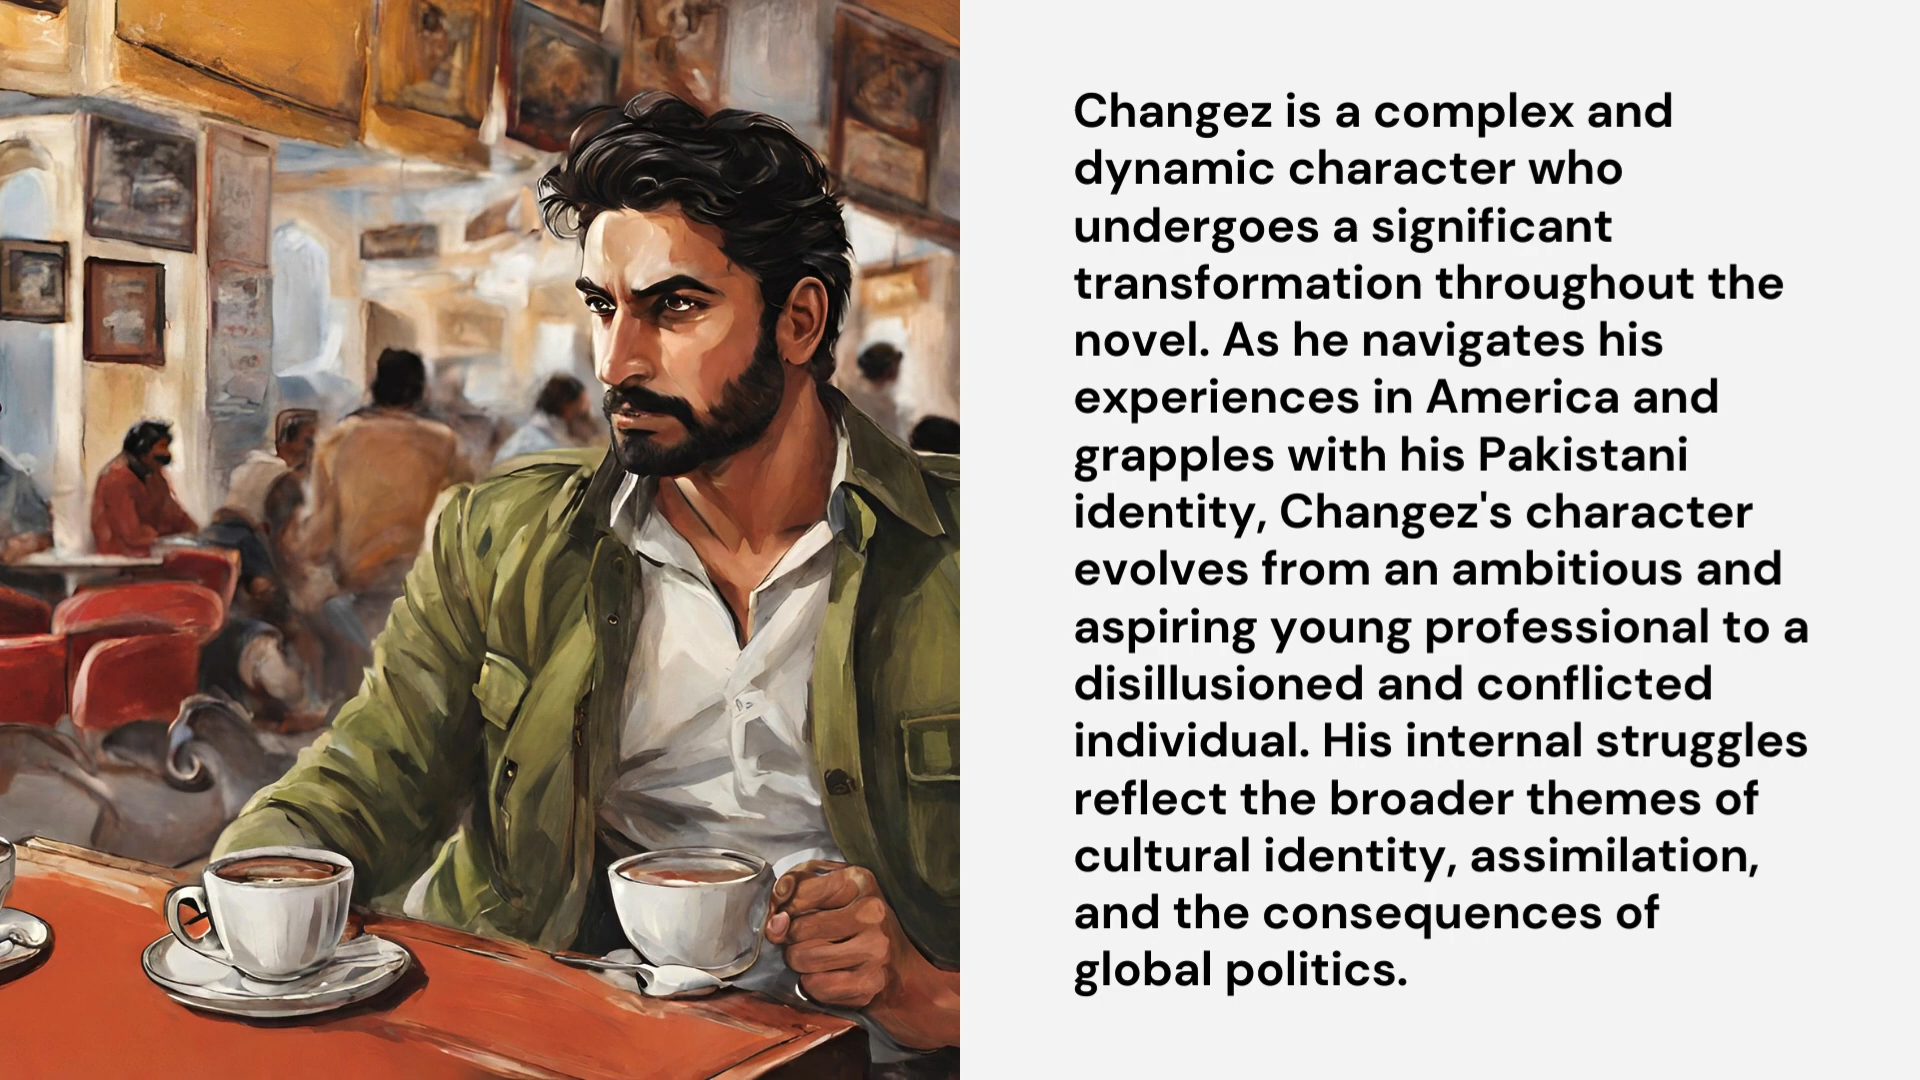 Changez is a complex and
dynamic character who
undergoes a significant
transformation throughout the
novel. As he navigates his
experiences in America and
grapples with his Pakistani
identity, Changez's character
evolves from an ambitious and
aspiring young professional to a
disillusioned and conflicted
individual. His internal struggles
reflect the broader themes of
cultural identity, assimilation,
and the consequences of
global politics.